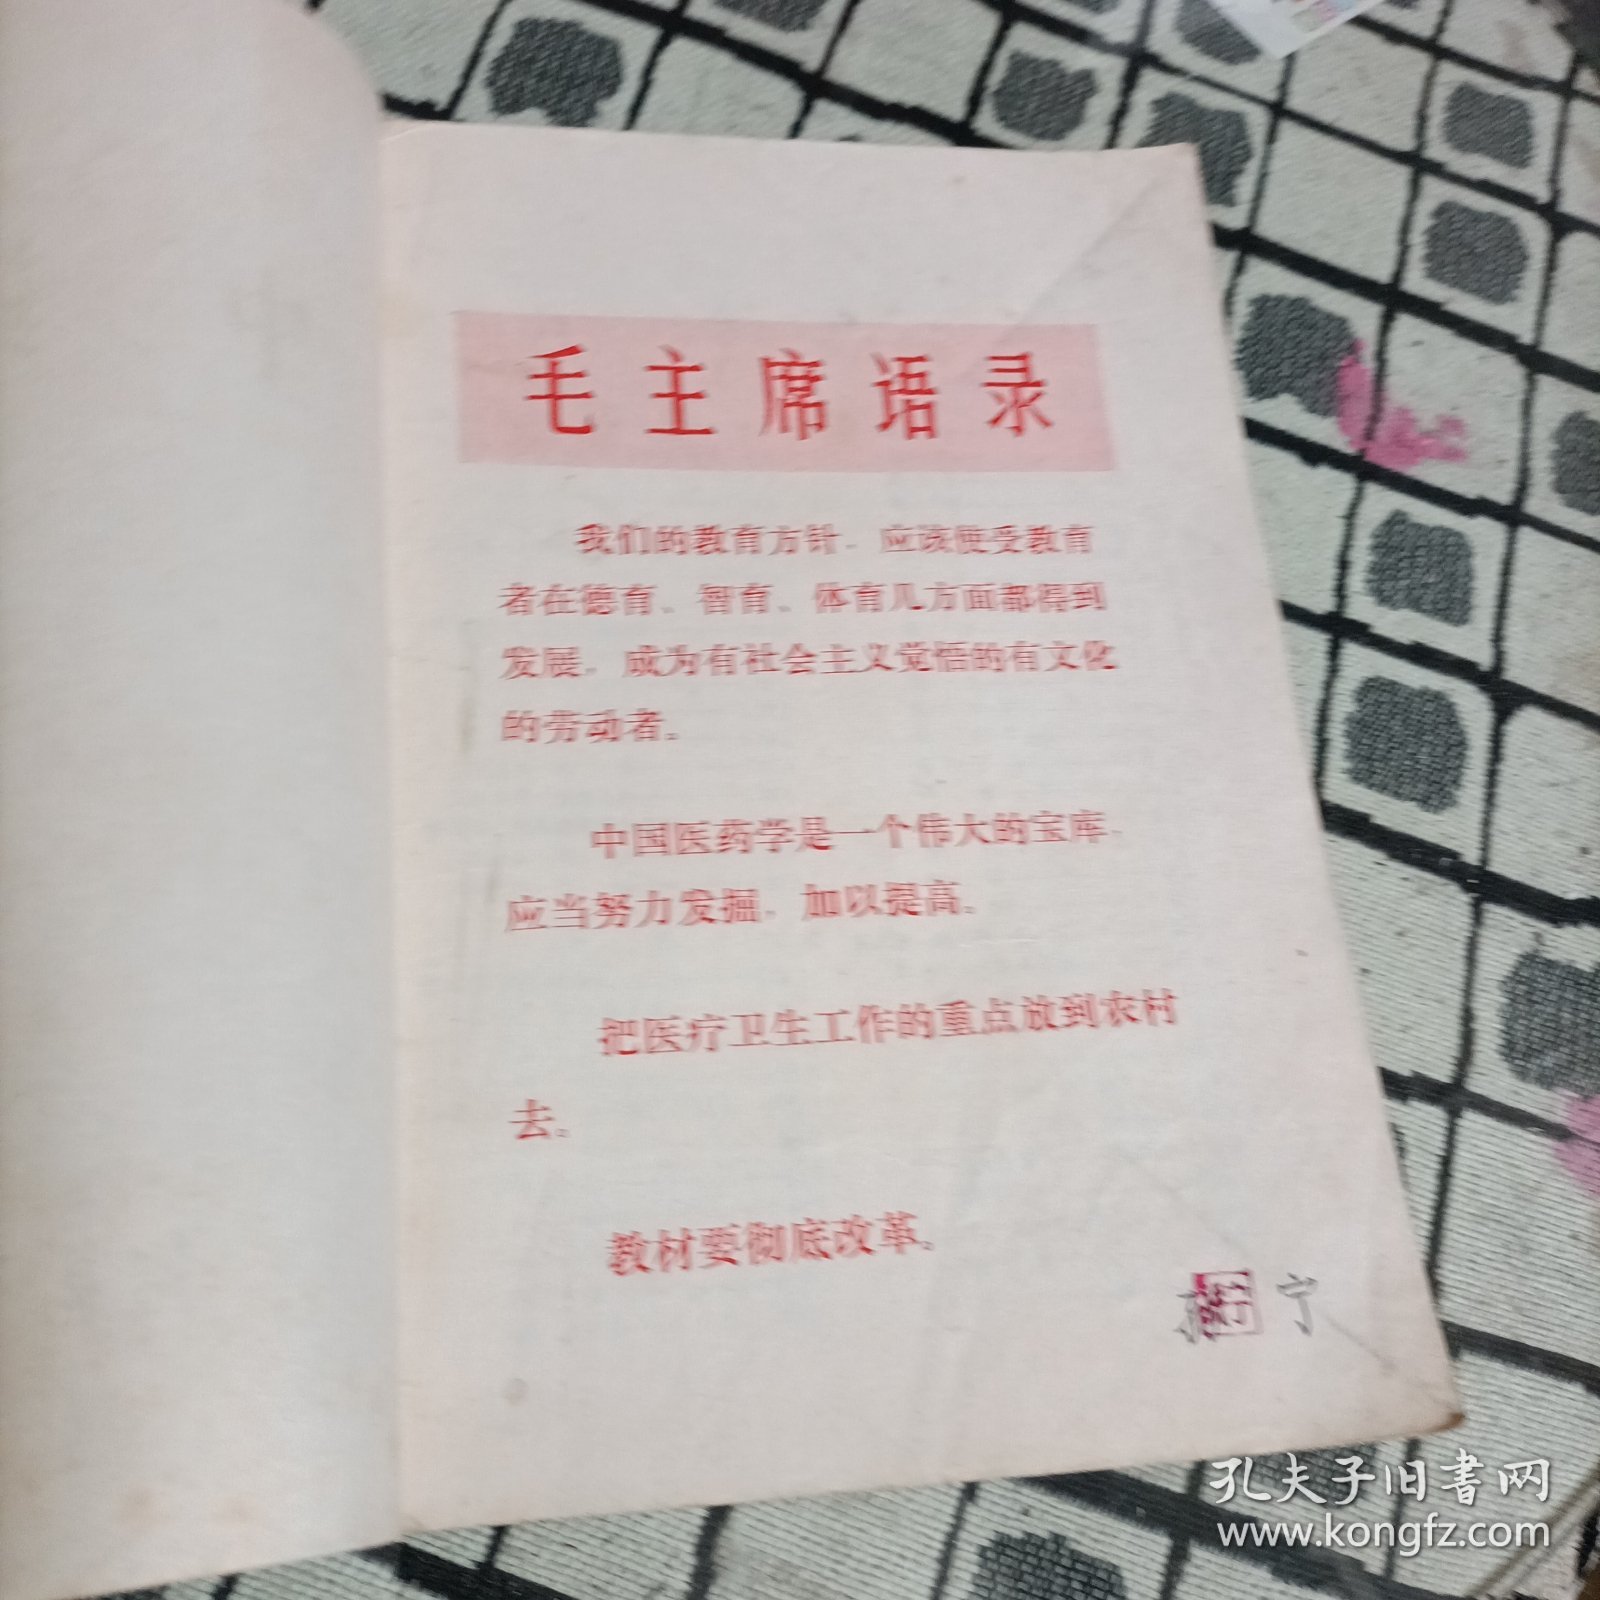 毛主席语录
我们的教育方针，应该使受教育
者在德育、智育、体育几方面都得到
发展，成为有社会主义觉悟的有文化
的劳动者。
中国医药学是一个伟大的宝库，
应当努力发掘，加以提高。
把医疗卫生工作的重点放到农村
去。
教材要彻底改革。
宁
孔夫子旧书网
www.kongfz.com